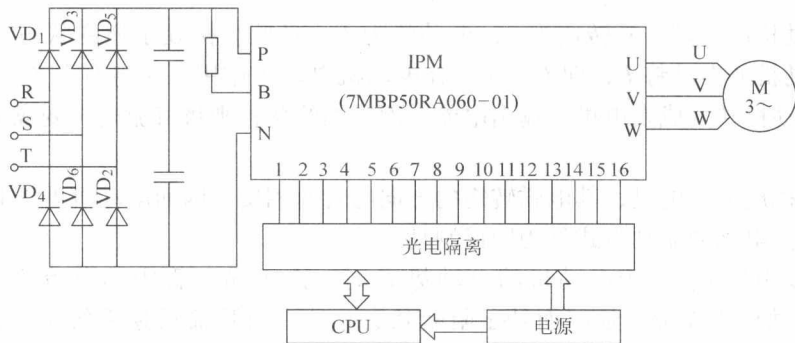 VD1
VD3
VD5
R
S
T
VD4
VD6
VD2
P
B
N
IPM
(7MBP50RA060-01)
U
V
W
U
V
W
M
3~
1 2 3 4 5 6 7 8 9 10 11 12 13 14 15 16
光电隔离
CPU
电源